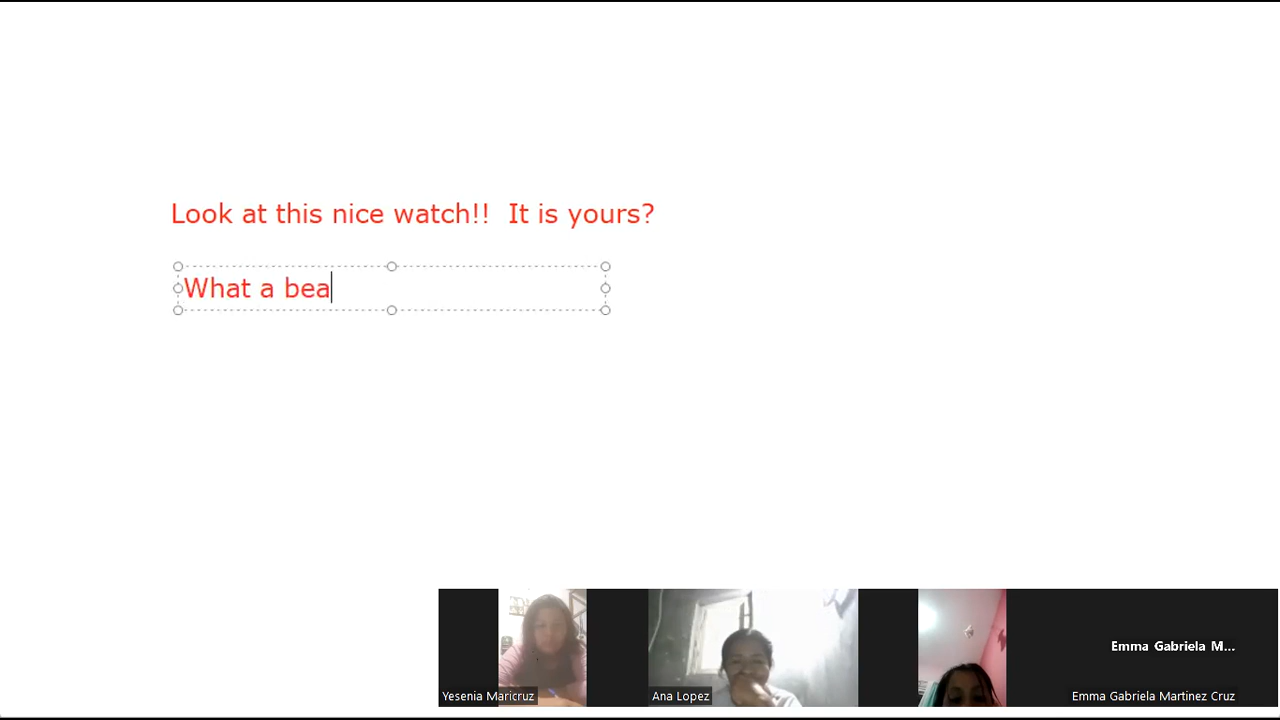 Look at this nice watch!!  It is yours?
What a bea
Emma Gabriela M...
Yesenia Maricruz
Ana Lopez
Emma Gabriela Martinez Cruz